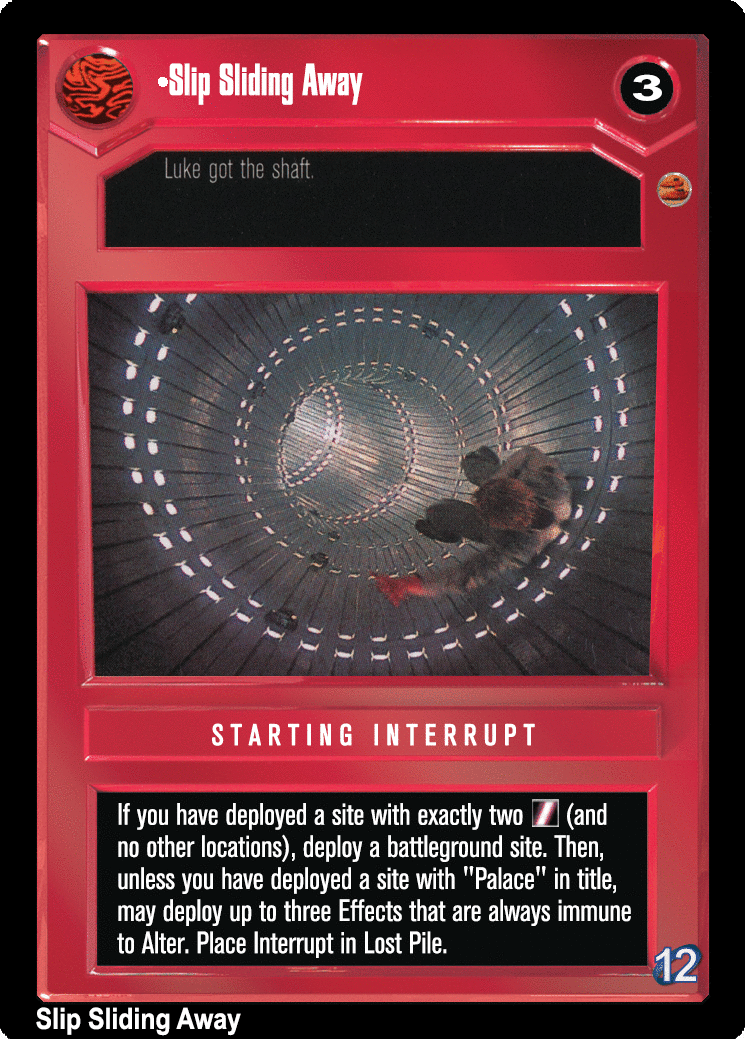 •Slip Sliding Away
3
Luke got the shaft.
STARTING INTERRUPT
If you have deployed a site with exactly two (and
no other locations), deploy a battleground site. Then,
unless you have deployed a site with "Palace" in title,
may deploy up to three Effects that are always immune
to Alter. Place Interrupt in Lost Pile.
12
Slip Sliding Away